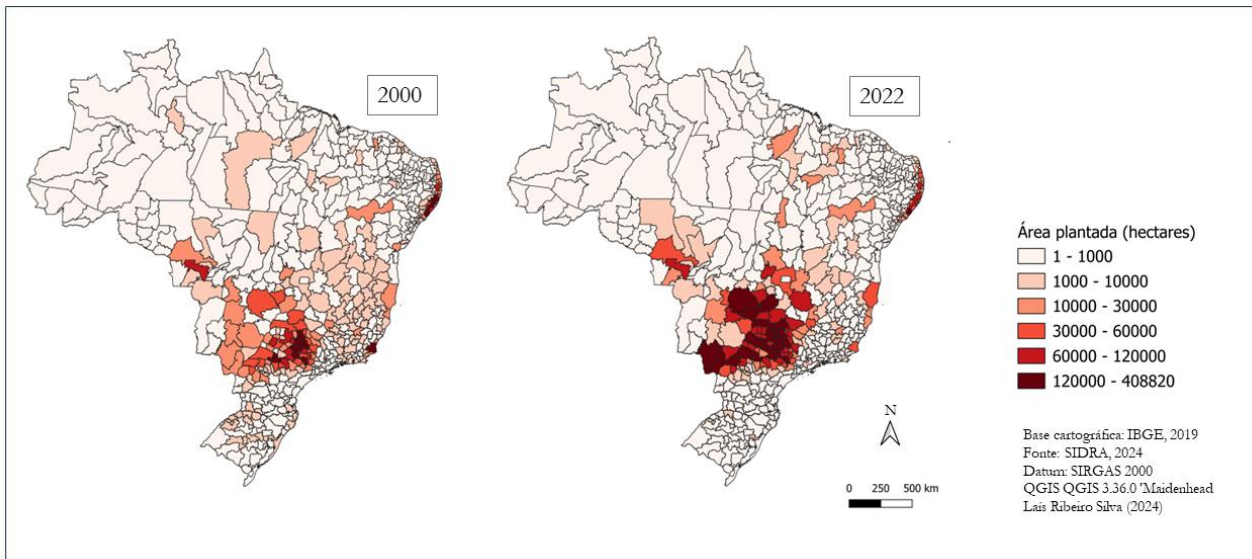 2000
2022
Área plantada (hectares)
1 - 1000
1000 - 10000
10000 - 30000
30000 - 60000
60000 - 120000
120000 - 408820
N
0 250 500 km
Base cartográfica: IBGE, 2019
Fonte: SIDRA, 2024
Datum: SIRGAS 2000
QGIS QGIS 3.36.0 'Maidenhead
Laís Ribeiro Silva (2024)